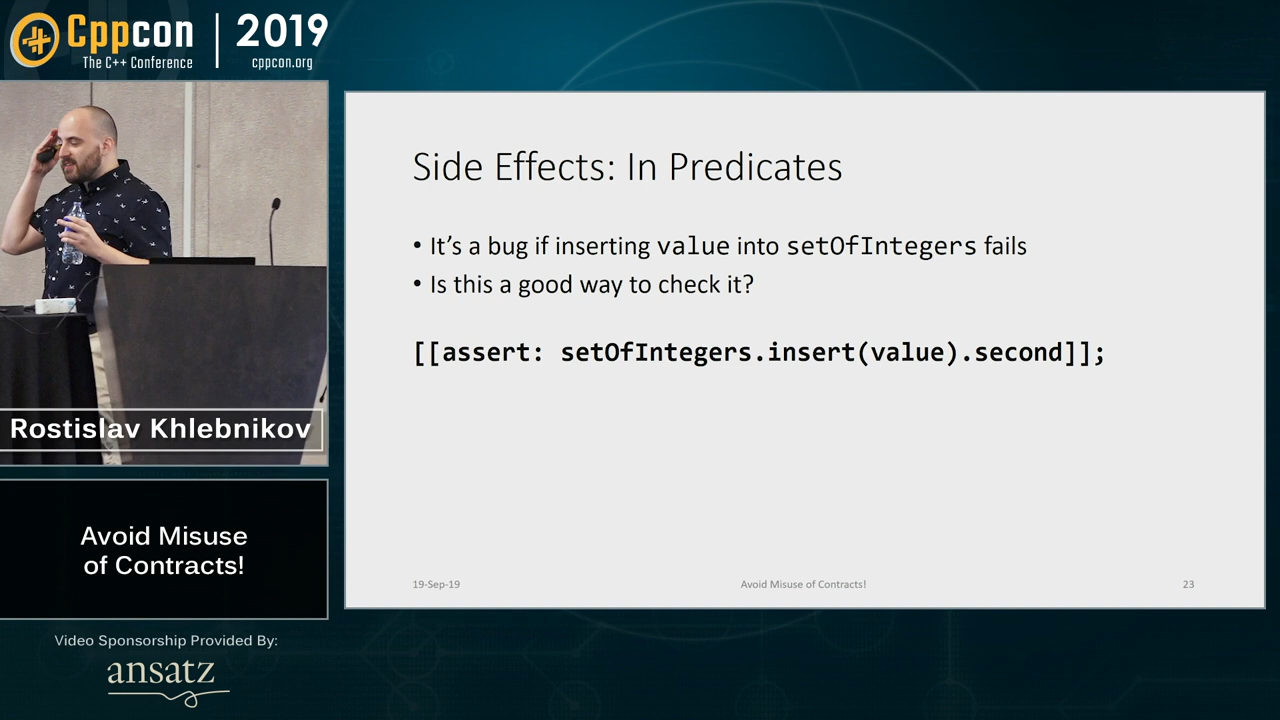 Cppcon | 2019
The C++ Conference cppcon.org
Rostislav Khlebnikov
Avoid Misuse
of Contracts!
Video Sponsorship Provided By:
ansatz
Side Effects: In Predicates
• It's a bug if inserting value into setOfIntegers fails
• Is this a good way to check it?
[[assert: setOfIntegers.insert(value).second]];
19-Sep-19 Avoid Misuse of Contracts! 23